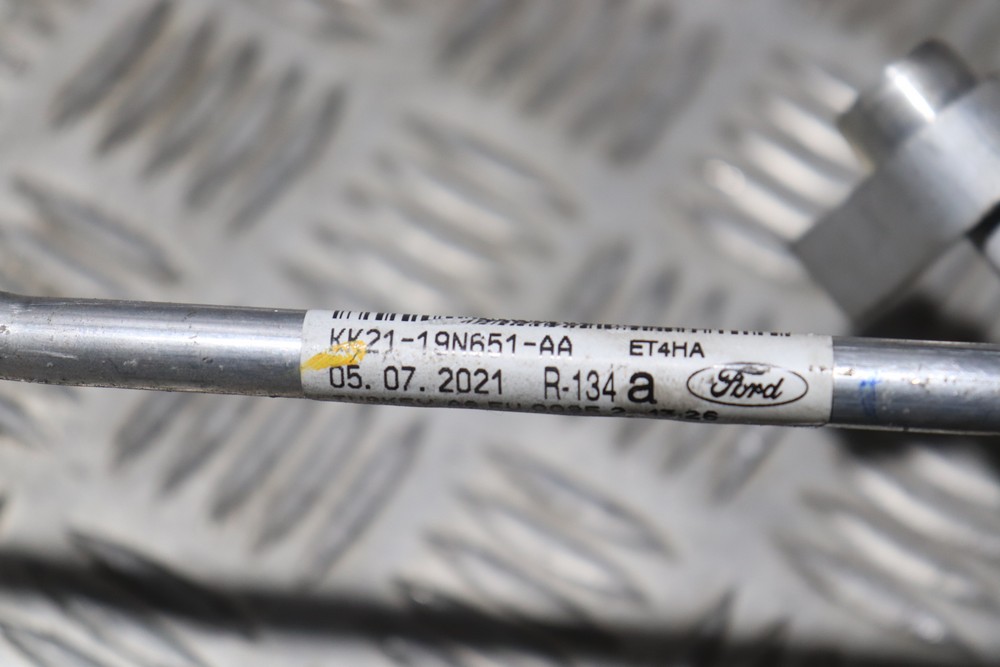 KK21-19N651-AA ET4HA
05. 07. 2021 R-134 a Ford